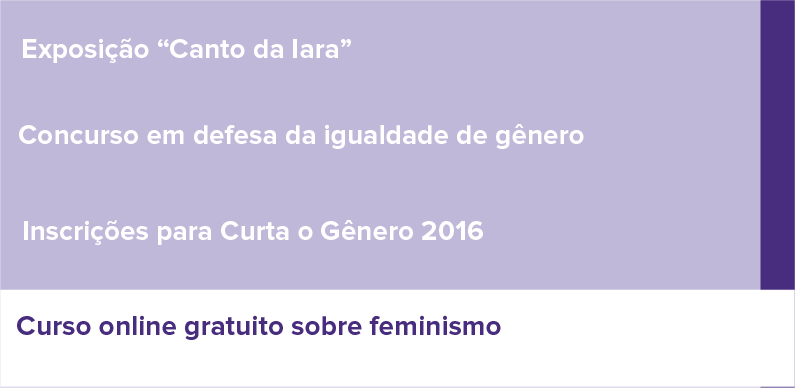 Exposição “Canto da Iara”
Concurso em defesa da igualdade de gênero
Inscrições para Curta o Gênero 2016
Curso online gratuito sobre feminismo